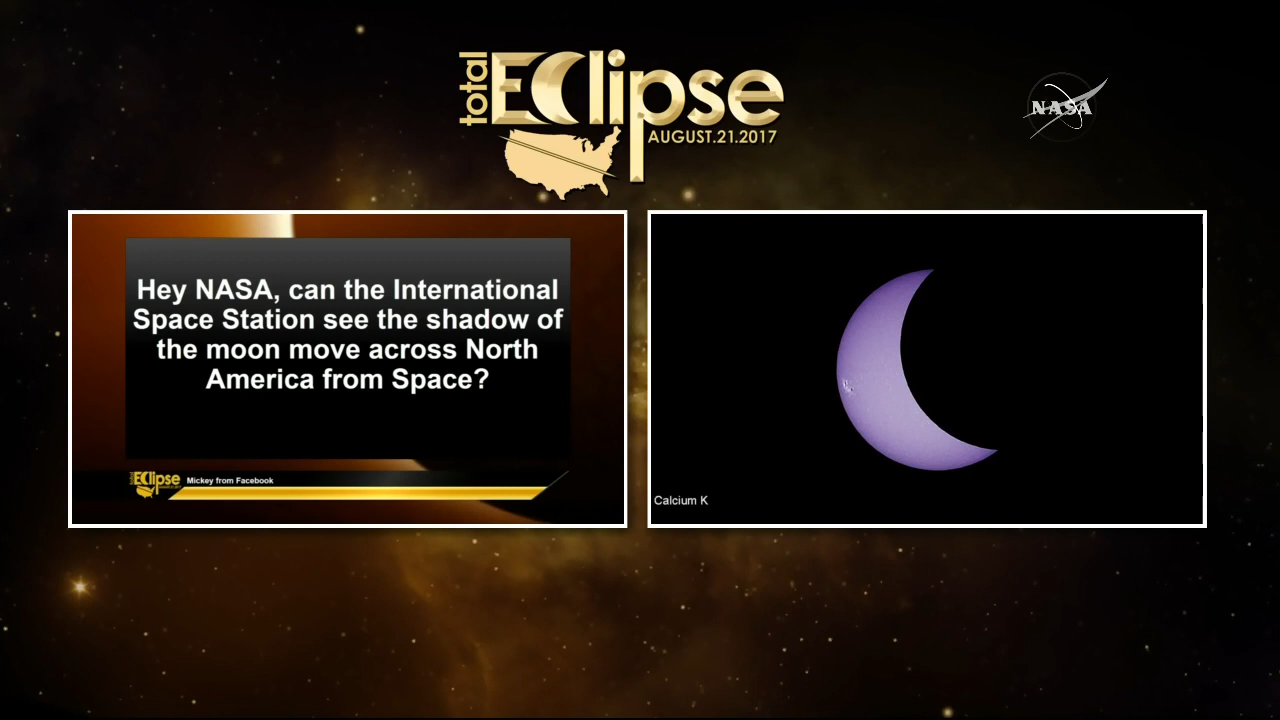 total
EClipse
AUGUST.21.2017
NASA
Hey NASA, can the International
Space Station see the shadow of
the moon move across North
America from Space?
EClipse
Mickey from Facebook
Calcium K